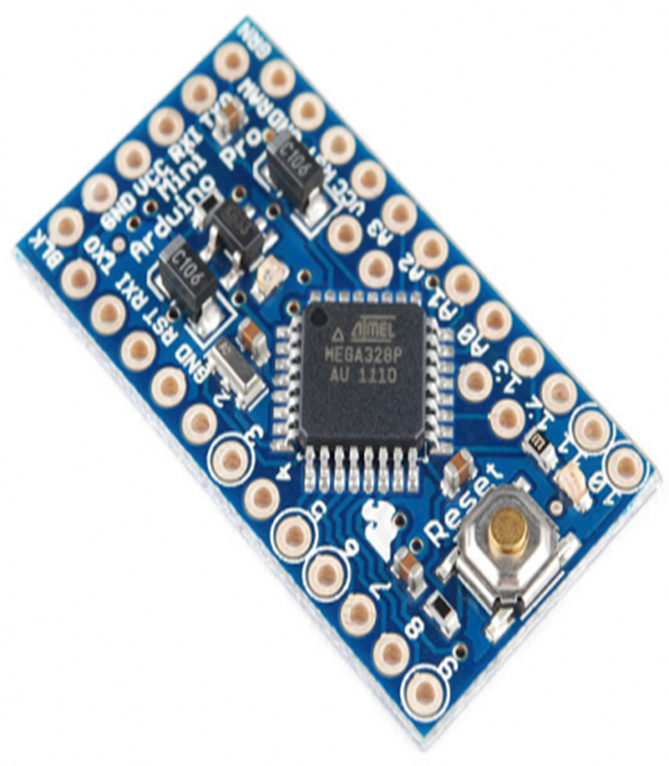 GRN
TXO
RXI
VCC
GND
BLK
Arduino
Pro
Mini
RAW
GND
RST
VCC
A3
A2
A1
A0
13
12
11
10
TXO
RXI
RST
GND
2
3
4
5
6
7
8
9
C106
C106
ATMEL
MEGA328P
AU 1110
Reset